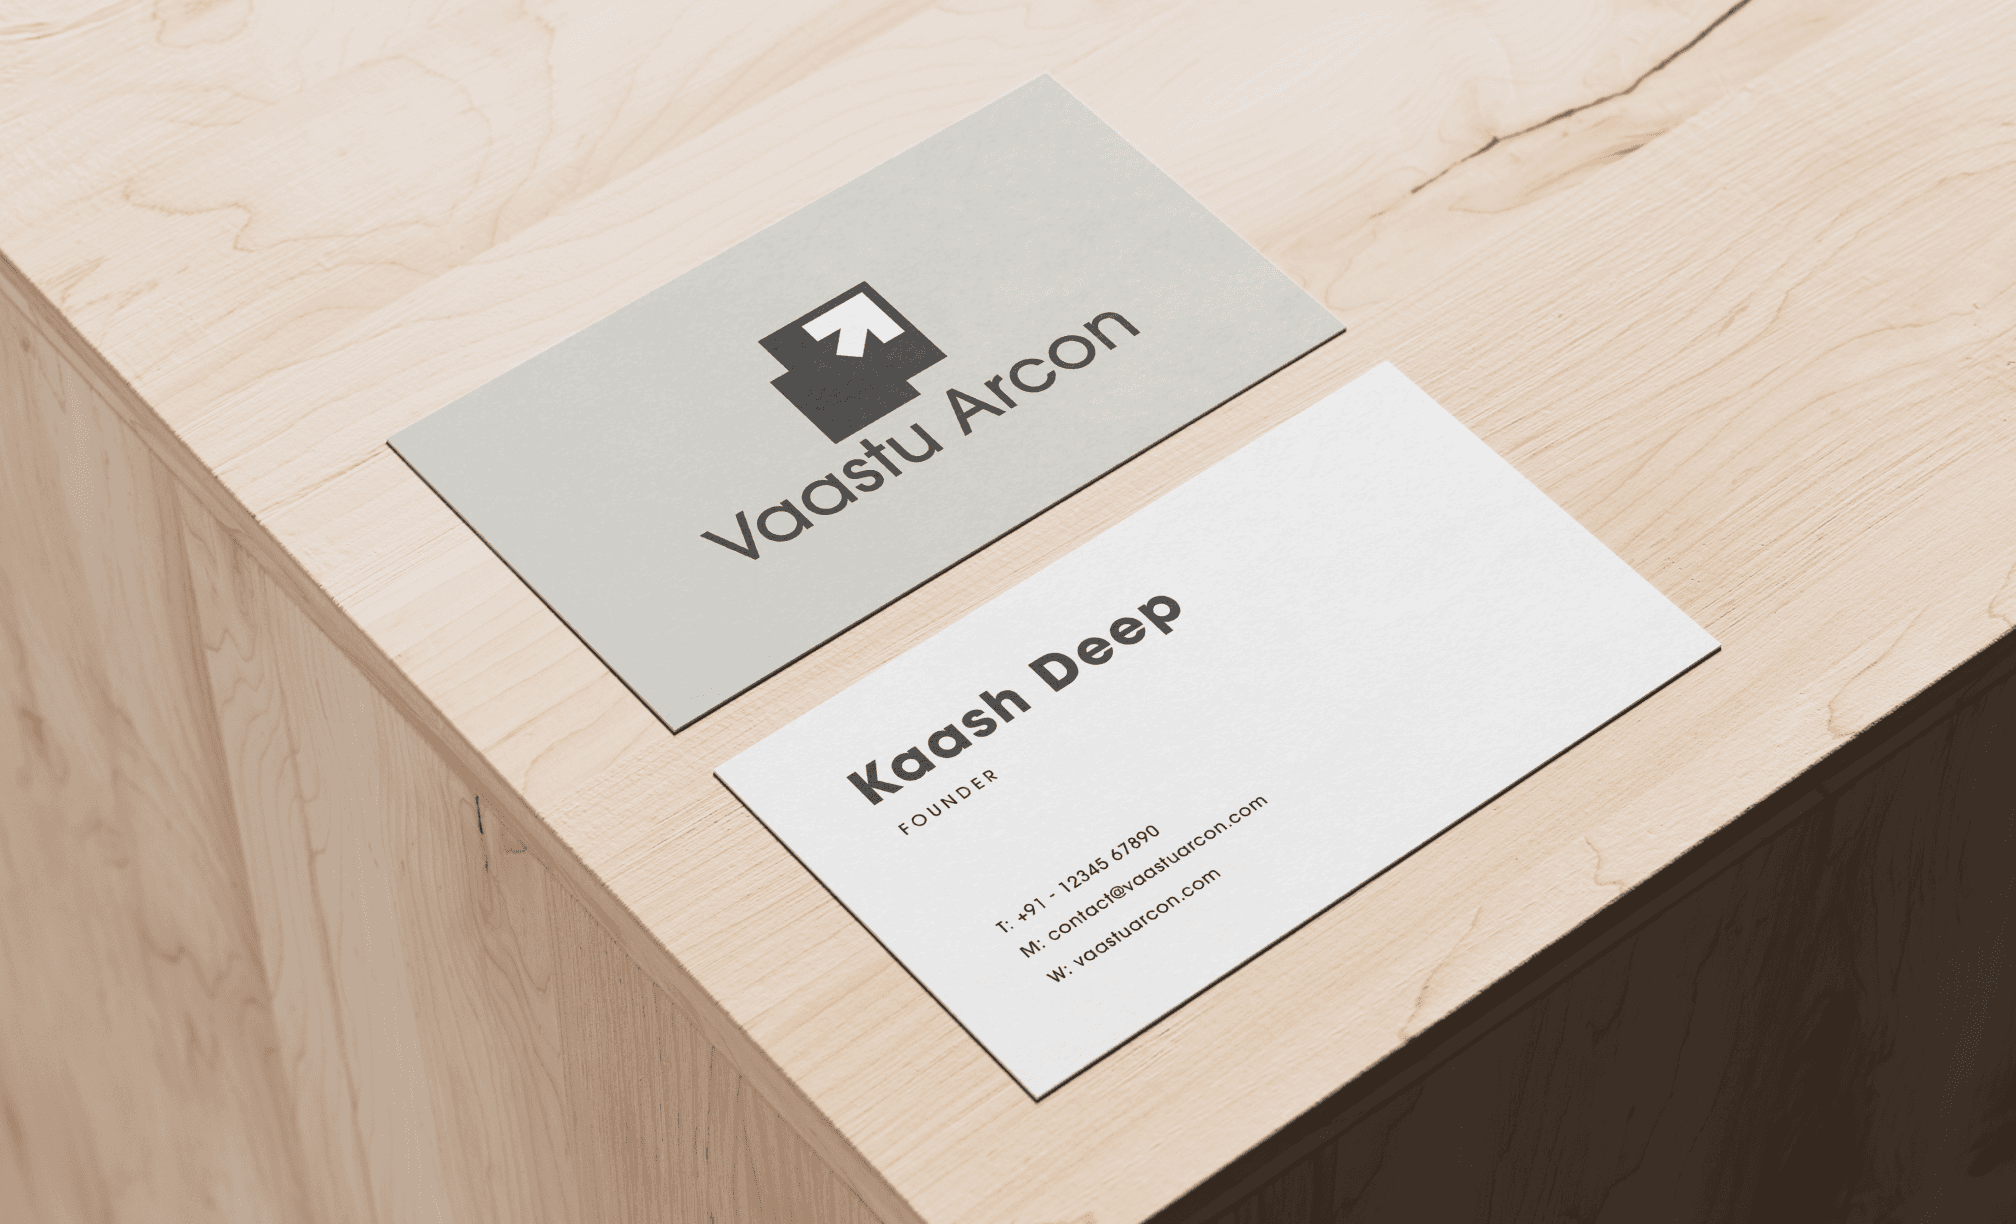 Vaastu Arcon
Kaash Deep
FOUNDER
T: +91 - 12345 67890
M: contact@vaastuarcon.com
W: vaastuarcon.com